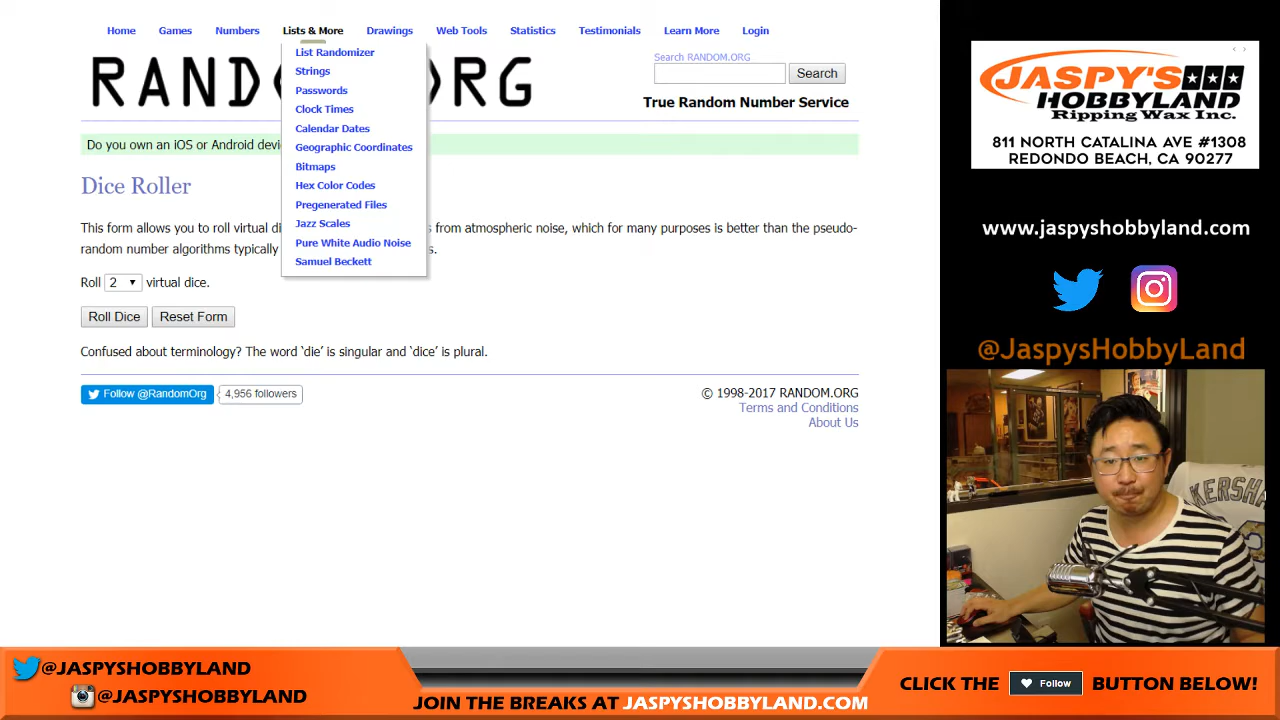 Home Games Numbers Lists & More Drawings Web Tools Statistics Testimonials Learn More Login
List Randomizer
Strings
Passwords
Clock Times
Calendar Dates
Geographic Coordinates
Bitmaps
Hex Color Codes
Pregenerated Files
Jazz Scales
Pure White Audio Noise
Samuel Beckett
Search RANDOM.ORG
Search
True Random Number Service
Do you own an iOS or Android
Dice Roller
This form allows you to roll virtual from atmospheric noise, which for many purposes is better than the pseudo-
random number algorithms typically
Roll 2 virtual dice.
Roll Dice Reset Form
Confused about terminology? The word 'die' is singular and 'dice' is plural.
Follow @RandomOrg 4,956 followers
© 1998-2017 RANDOM.ORG
Terms and Conditions
About Us
JASPY'S
HOBBYLAND
Ripping Wax Inc.
811 NORTH CATALINA AVE #1308
REDONDO BEACH, CA 90277
www.jaspyshobbyland.com
@JaspysHobbyLand
@JASPYSHOBBYLAND
@JASPYSHOBBYLAND
JOIN THE BREAKS AT JASPYSHOBBYLAND.COM
CLICK THE Follow BUTTON BELOW!